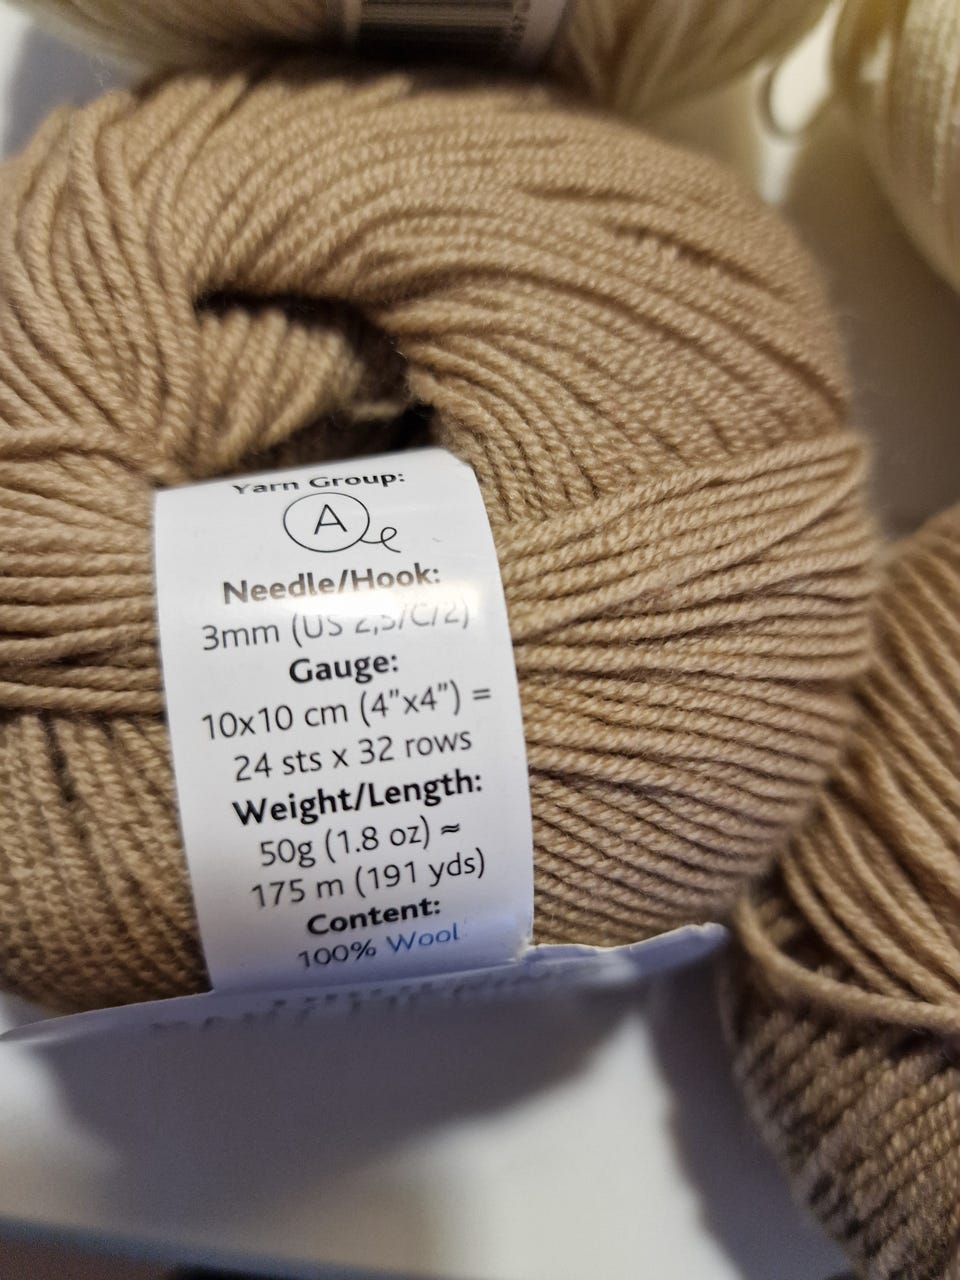 Yarn Group:
A
Needle/Hook:
3mm (US 2,5/C/2)
Gauge:
10x10 cm (4"x4") =
24 sts x 32 rows
Weight/Length:
50g (1.8 oz) ≈
175 m (191 yds)
Content:
100% Wool